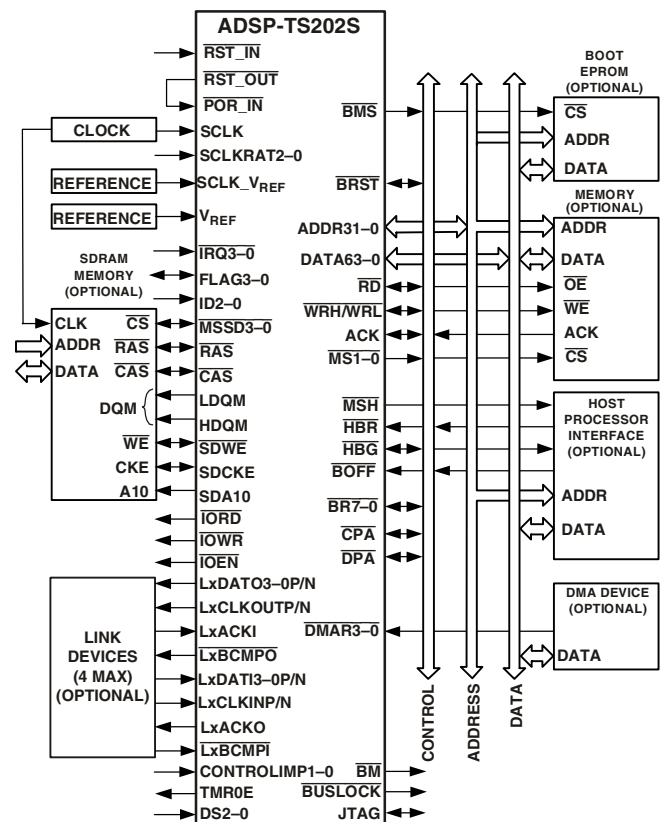 ADSP-TS202S
RST_IN
RST_OUT
POR_IN
SCLK
SCLKRAT2–0
SCLK_VREF
VREF
IRQ3–0
FLAG3–0
ID2–0
MSSD3–0
RAS
CAS
LDQM
HDQM
SDWE
SDCKE
SDA10
IORD
IOWR
IOEN
LxDATO3–0P/N
LxCLKOUTP/N
LxACKI
LxBCMPO
LxDATI3–0P/N
LxCLKINP/N
LxACKO
LxBCMPI
CONTROLIMP1–0
TMR0E
DS2–0
CLOCK
REFERENCE
REFERENCE
SDRAM
MEMORY
(OPTIONAL)
CLK
CS
ADDR
RAS
DATA
CAS
DQM
WE
CKE
A10
LINK
DEVICES
(4 MAX)
(OPTIONAL)
BMS
BRST
ADDR31–0
DATA63–0
RD
WRH/WRL
ACK
MS1–0
MSH
HBR
HBG
BOFF
BR7–0
CPA
DPA
DMAR3–0
BM
BUSLOCK
JTAG
CONTROL
ADDRESS
DATA
BOOT
EPROM
(OPTIONAL)
CS
ADDR
DATA
MEMORY
(OPTIONAL)
ADDR
DATA
OE
WE
ACK
CS
HOST
PROCESSOR
INTERFACE
(OPTIONAL)
ADDR
DATA
DMA DEVICE
(OPTIONAL)
DATA